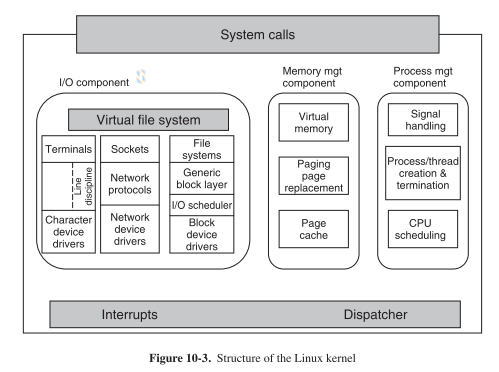 System calls
I/O component
Memory mgt
component
Process mgt
component
Virtual file system
Terminals
Line
discipline
Character
device
drivers
Sockets
Network
protocols
Network
device
drivers
File
systems
Generic
block layer
I/O scheduler
Block
device
drivers
Virtual
memory
Paging
page
replacement
Page
cache
Signal
handling
Process/thread
creation &
termination
CPU
scheduling
Interrupts
Dispatcher
Figure 10-3. Structure of the Linux kernel